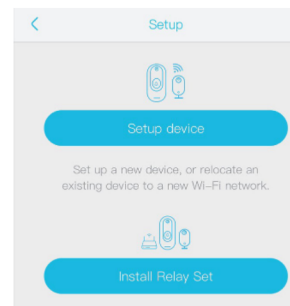 Setup
Setup device
Set up a new device, or relocate an
existing device to a new Wi-Fi network.
Install Relay Set